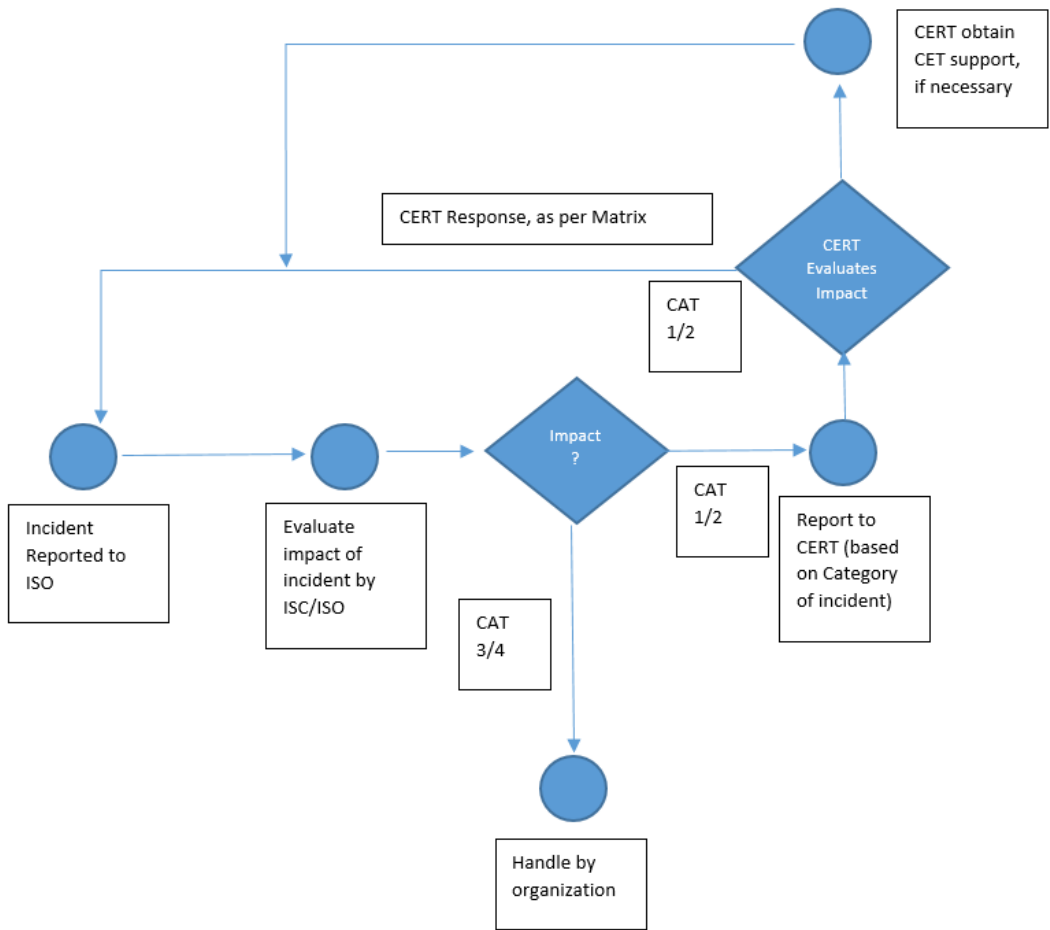 CERT obtain
CET support,
if necessary
CERT Response, as per Matrix
CERT
Evaluates
Impact
CAT
1/2
Impact
?
CAT
1/2
Incident
Reported to
ISO
Evaluate
impact of
incident by
ISC/ISO
Report to
CERT (based
on Category
of incident)
CAT
3/4
Handle by
organization